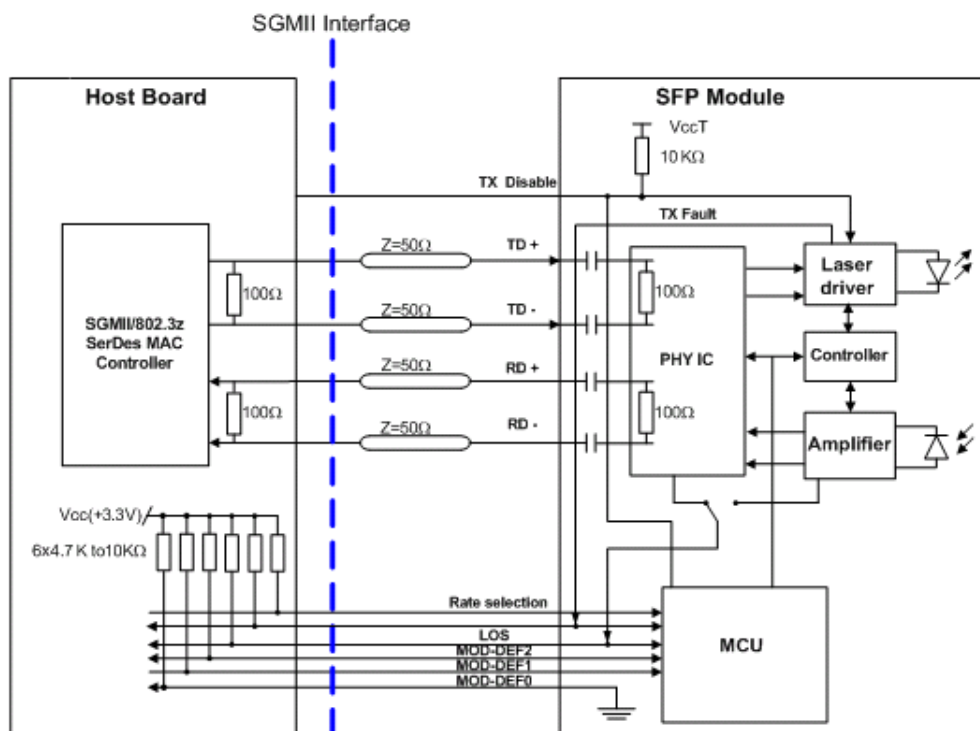 SGMII Interface
Host Board
SFP Module
VccT
10 KΩ
TX Disable
TX Fault
Z=50Ω
TD +
100Ω
100Ω
Laser
driver
Z=50Ω
TD -
SGMII/802.3z
SerDes MAC
Controller
PHY IC
Controller
Z=50Ω
RD +
100Ω
100Ω
Z=50Ω
RD -
Amplifier
Vcc(+3.3V)
6x4.7 K to10KΩ
Rate selection
LOS
MOD-DEF2
MOD-DEF1
MOD-DEF0
MCU